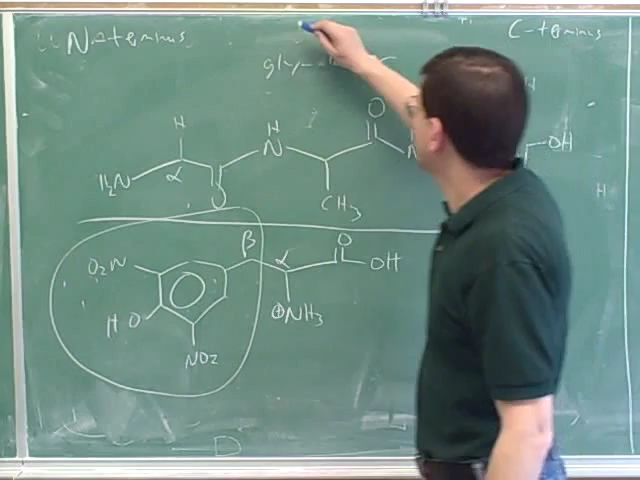 N-terminus
C-terminus
gly-
H
H
H
O
H₂N
α
O
N
OH
H
CH₃
O₂N
β
α
O
OH
HO
⊕NH₃
NO₂
D